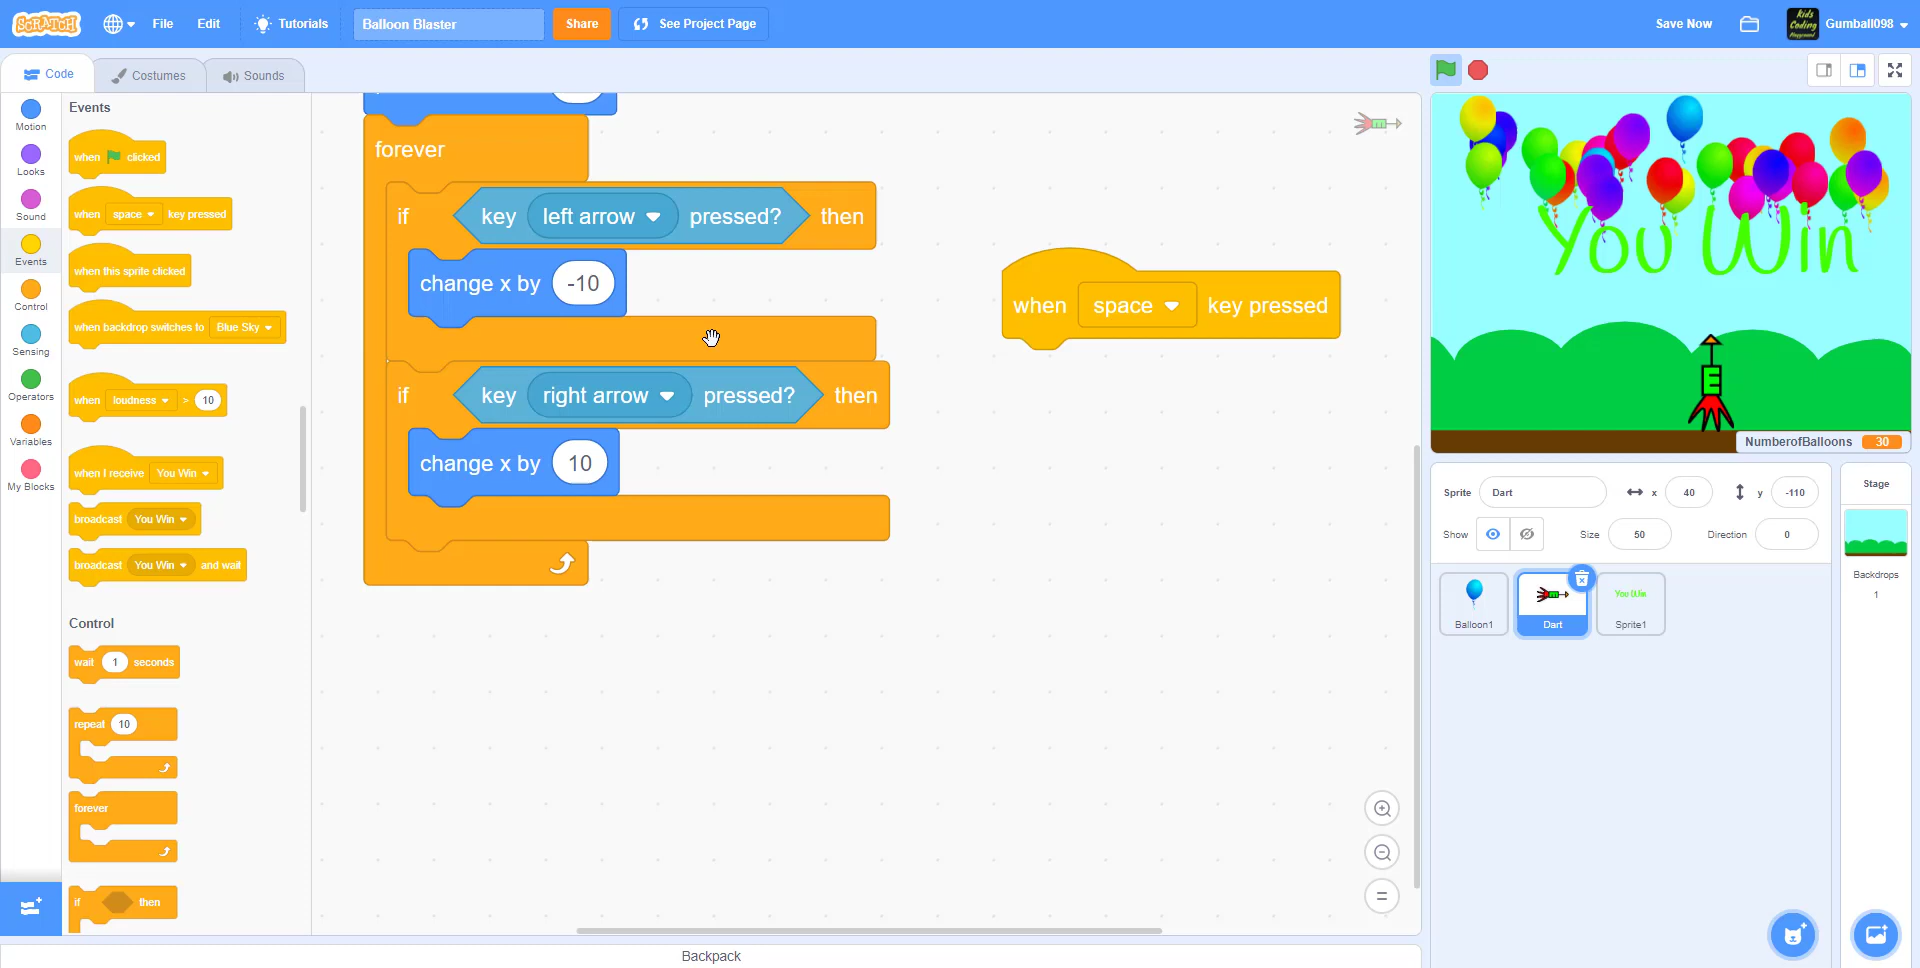 SCRATCH
File
Edit
Tutorials
Balloon Blaster
Share
See Project Page
Save Now
Kids
Coding
Playground
Gumball098
Code
Costumes
Sounds
Motion
Looks
Sound
Events
Control
Sensing
Operators
Variables
My Blocks
Events
when clicked
when space key pressed
when this sprite clicked
when backdrop switches to Blue Sky
when loudness > 10
when I receive You Win
broadcast You Win
broadcast You Win and wait
Control
wait 1 seconds
repeat 10
forever
if then
forever
if key left arrow pressed? then
change x by -10
if key right arrow pressed? then
change x by 10
when space key pressed
Backpack
You Win
E
NumberofBalloons 30
Sprite Dart x 40 y -110
Show Size 50 Direction 0
Balloon1
Dart
You Win
Sprite1
Stage
Backdrops
1